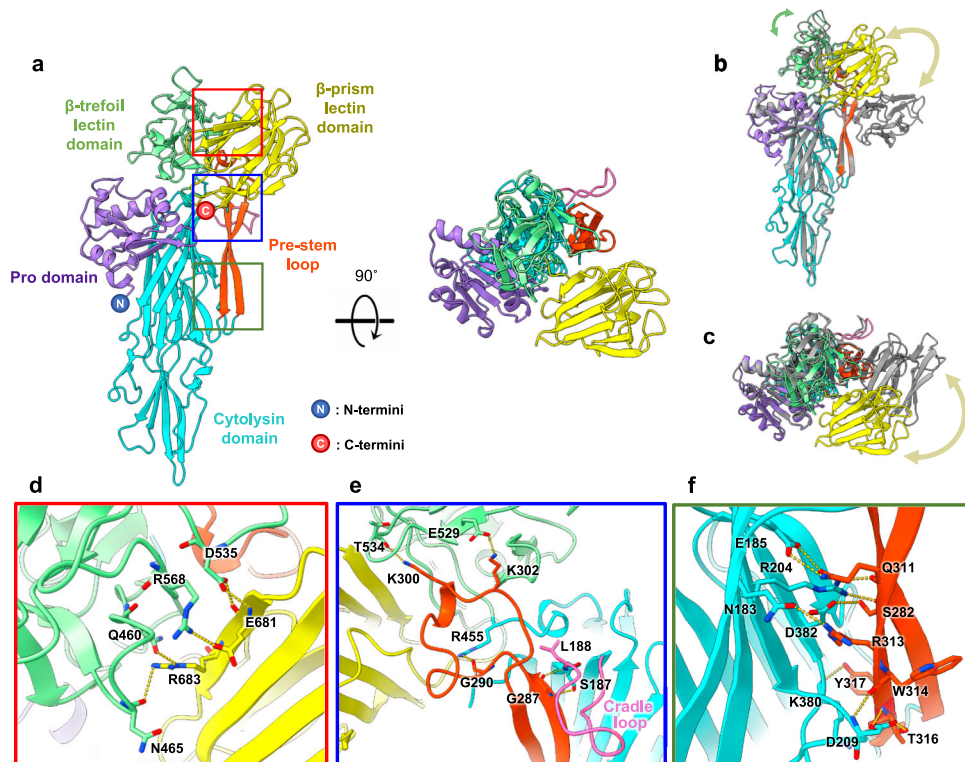 a
β-trefoil
lectin
domain
β-prism
lectin
domain
C
Pro domain
Pre-stem
loop
N
90°
Cytolysin
domain
N : N-termini
C : C-termini
b
c
d
D535
R568
Q460
E681
R683
N465
e
E529
T534
K300
K302
R455
L188
G290
G287
S187
Cradle
loop
f
E185
R204
Q311
N183
S282
D382
R313
Y317
W314
K380
D209
T316